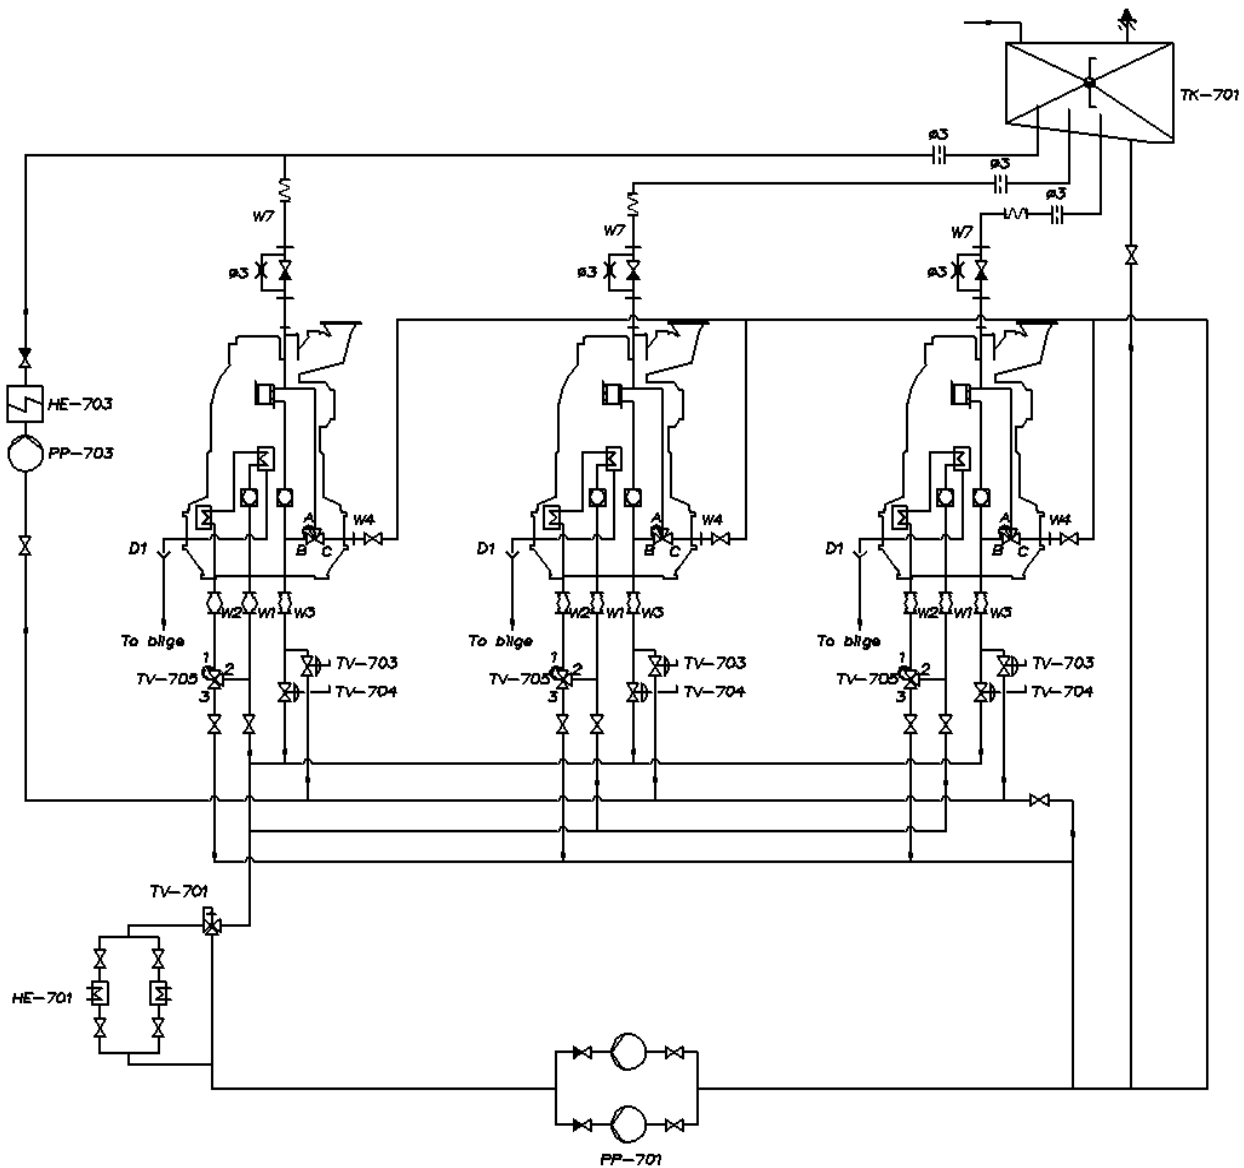 TK-701
ø3
ø3
ø3
W7
W7
W7
ø3
ø3
ø3
HE-703
PP-703
A
B
C
W4
A
B
C
W4
A
B
C
W4
D1
D1
D1
W2
W1
W3
W2
W1
W3
W2
W1
W3
To bilge
To bilge
To bilge
1
2
3
TV-705
TV-703
TV-704
1
2
3
TV-705
TV-703
TV-704
1
2
3
TV-705
TV-703
TV-704
TV-701
HE-701
PP-701